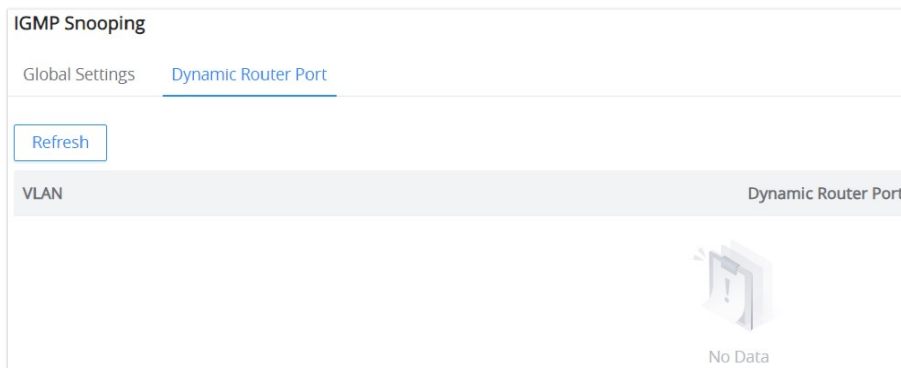 IGMP Snooping
Global Settings Dynamic Router Port
Refresh
VLAN Dynamic Router Port
No Data